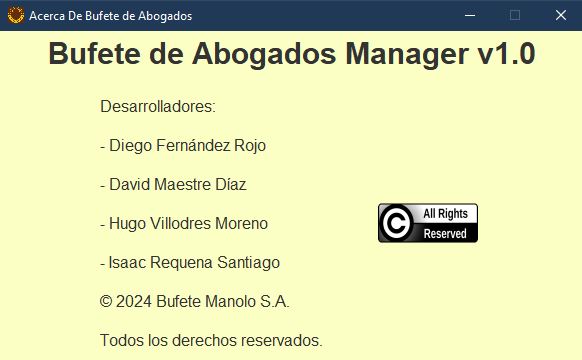 Acerca De Bufete de Abogados
Bufete de Abogados Manager v1.0
Desarrolladores:
- Diego Fernández Rojo
- David Maestre Díaz
- Hugo Villodres Moreno
- Isaac Requena Santiago
© 2024 Bufete Manolo S.A.
Todos los derechos reservados.
C
All Rights
Reserved